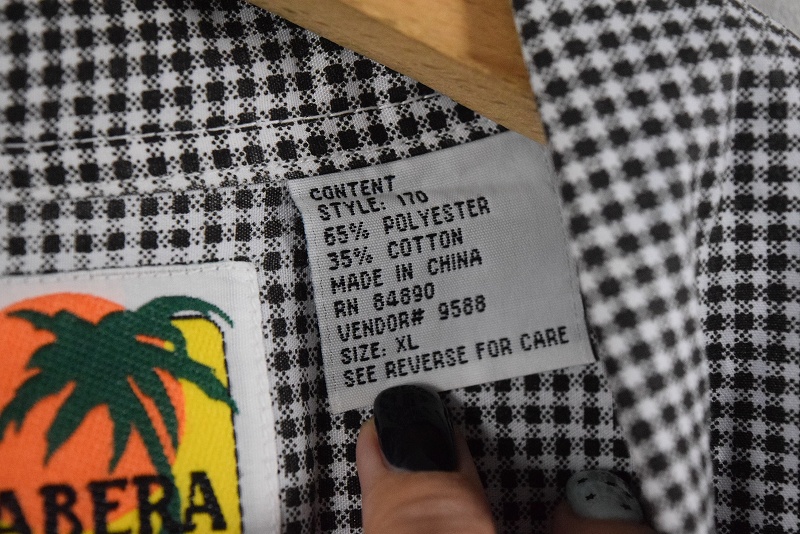 CONTENT
STYLE: 170
65% POLYESTER
35% COTTON
MADE IN CHINA
RN 84890
VENDOR# 9588
SIZE: XL
SEE REVERSE FOR CARE
ABERA